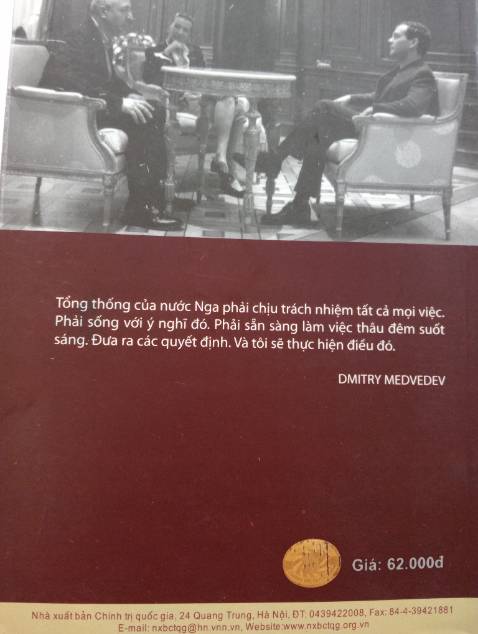 Tổng thống của nước Nga phải chịu trách nhiệm tất cả mọi việc.
Phải sống với ý nghĩ đó. Phải sẵn sàng làm việc thâu đêm suốt
sáng. Đưa ra các quyết định. Và tôi sẽ thực hiện điều đó.
DMITRY MEDVEDEV
Giá: 62.000đ
Nhà xuất bản Chính trị quốc gia, 24 Quang Trung, Hà Nội, ĐT: 0439422008, Fax: 84-4-39421881
E-mail: nxbctqg@hn.vnn.vn, Website:www.nxbctqg.org.vn